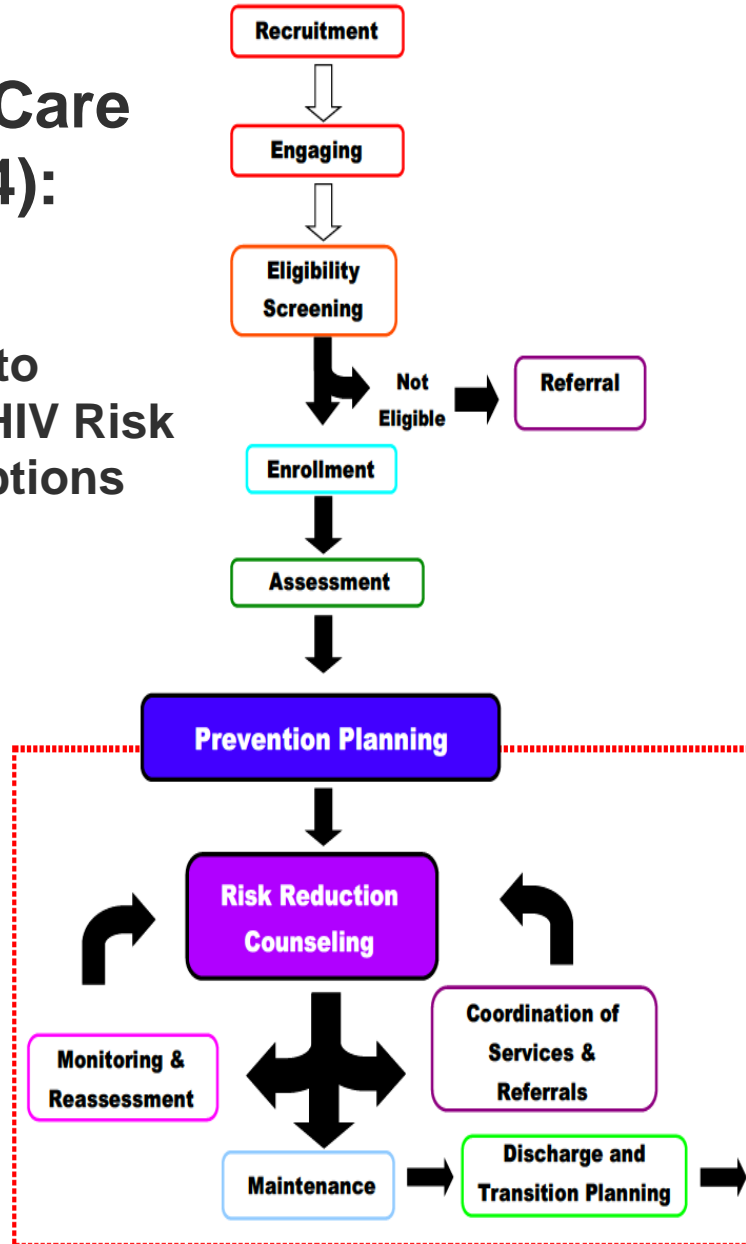 Recruitment
Care
Engaging
4):
Eligibility
Screening
to
HIV Risk
Not
Eligible
Referral
Enrollment
Assessment
Prevention Planning
Risk Reduction
Counseling
Coordination of
Services &
Referrals
Monitoring &
Reassessment
Maintenance
Discharge and
Transition Planning